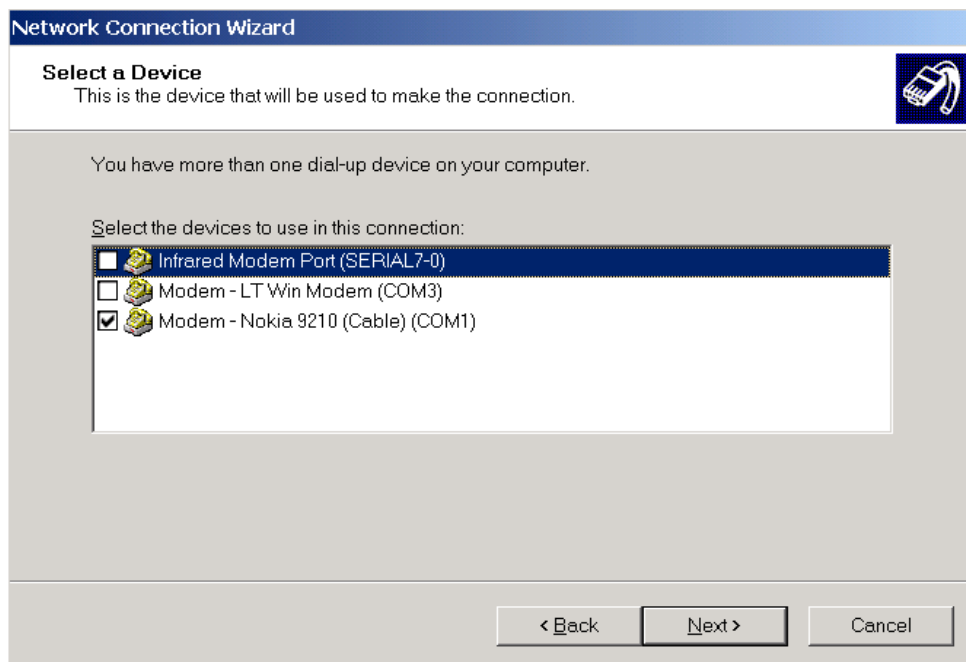 Network Connection Wizard
Select a Device
This is the device that will be used to make the connection.
You have more than one dial-up device on your computer.
Select the devices to use in this connection:
Infrared Modem Port (SERIAL7-0)
Modem - LT Win Modem (COM3)
Modem - Nokia 9210 (Cable) (COM1)
< Back Next > Cancel